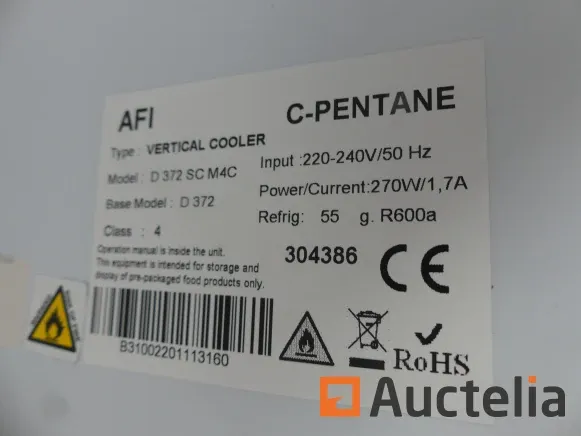 AFI
C-PENTANE
Type : VERTICAL COOLER
Model : D 372 SC M4C
Base Model : D 372
Class : 4
Input :220-240V/50 Hz
Power/Current:270W/1,7A
Refrig: 55 g. R600a
Operation manual is inside the unit.
This equipment is intended for storage and
display of pre-packaged food products only.
304386
CE
B31002201113160
RoHS
Auctelia